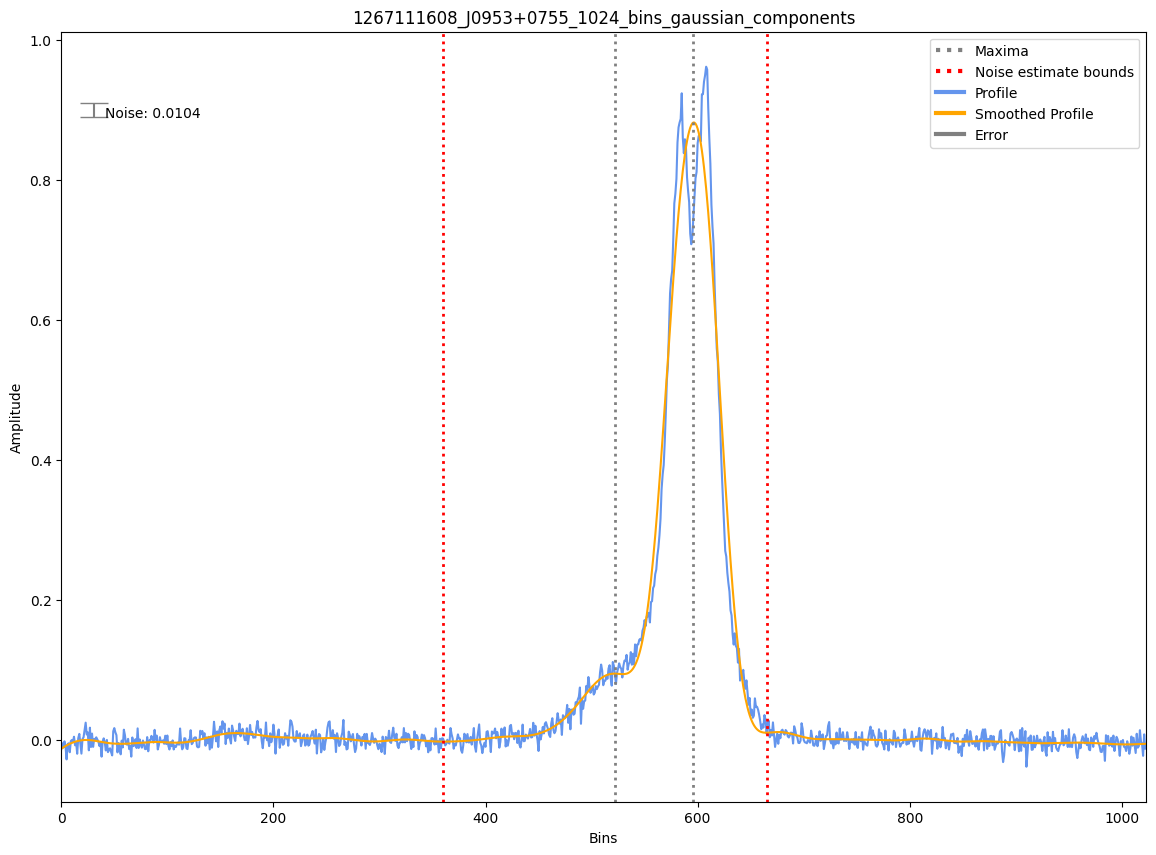 1267111608_J0953+0755_1024_bins_gaussian_components
Maxima
Noise estimate bounds
Profile
Smoothed Profile
Error
Noise: 0.0104
Amplitude
1.0
0.8
0.6
0.4
0.2
0.0
0 200 400 600 800 1000
Bins